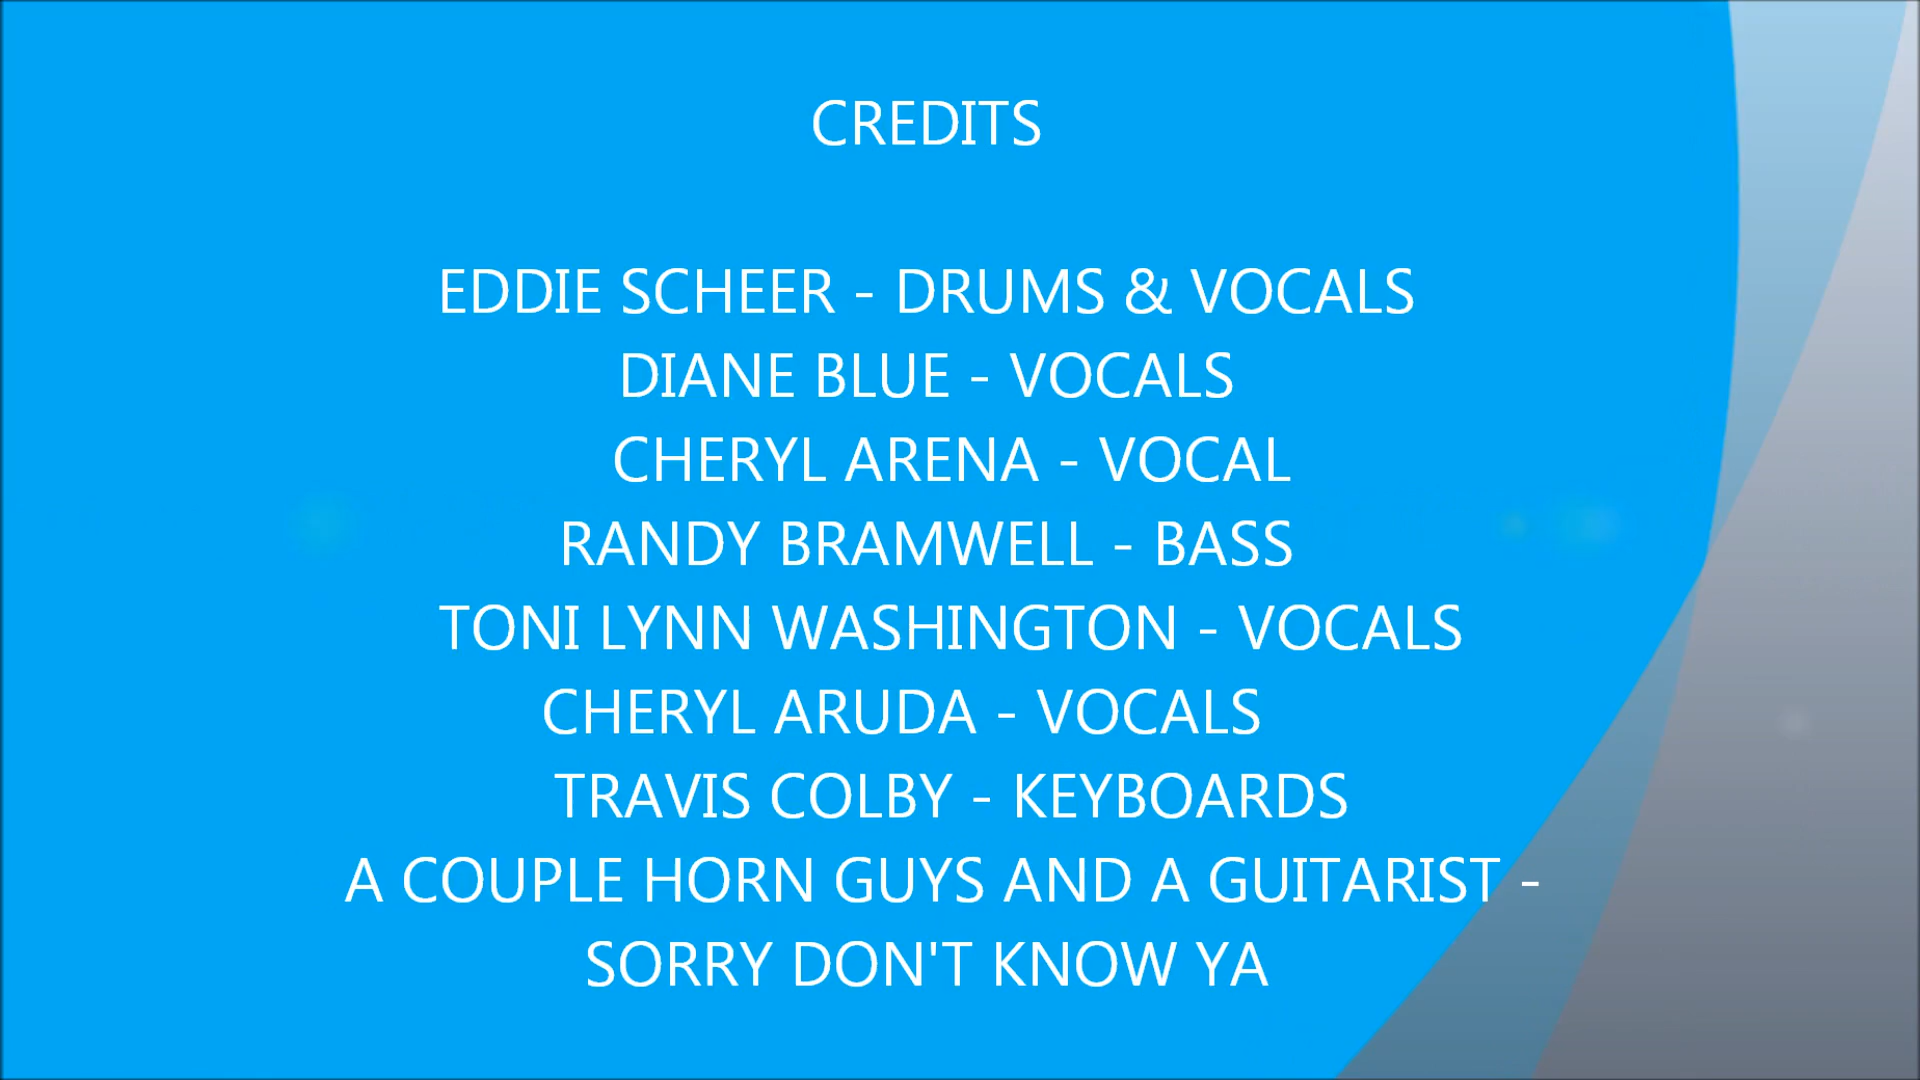 CREDITS
EDDIE SCHEER - DRUMS & VOCALS
DIANE BLUE - VOCALS
CHERYL ARENA - VOCAL
RANDY BRAMWELL - BASS
TONI LYNN WASHINGTON - VOCALS
CHERYL ARUDA - VOCALS
TRAVIS COLBY - KEYBOARDS
A COUPLE HORN GUYS AND A GUITARIST -
SORRY DON'T KNOW YA